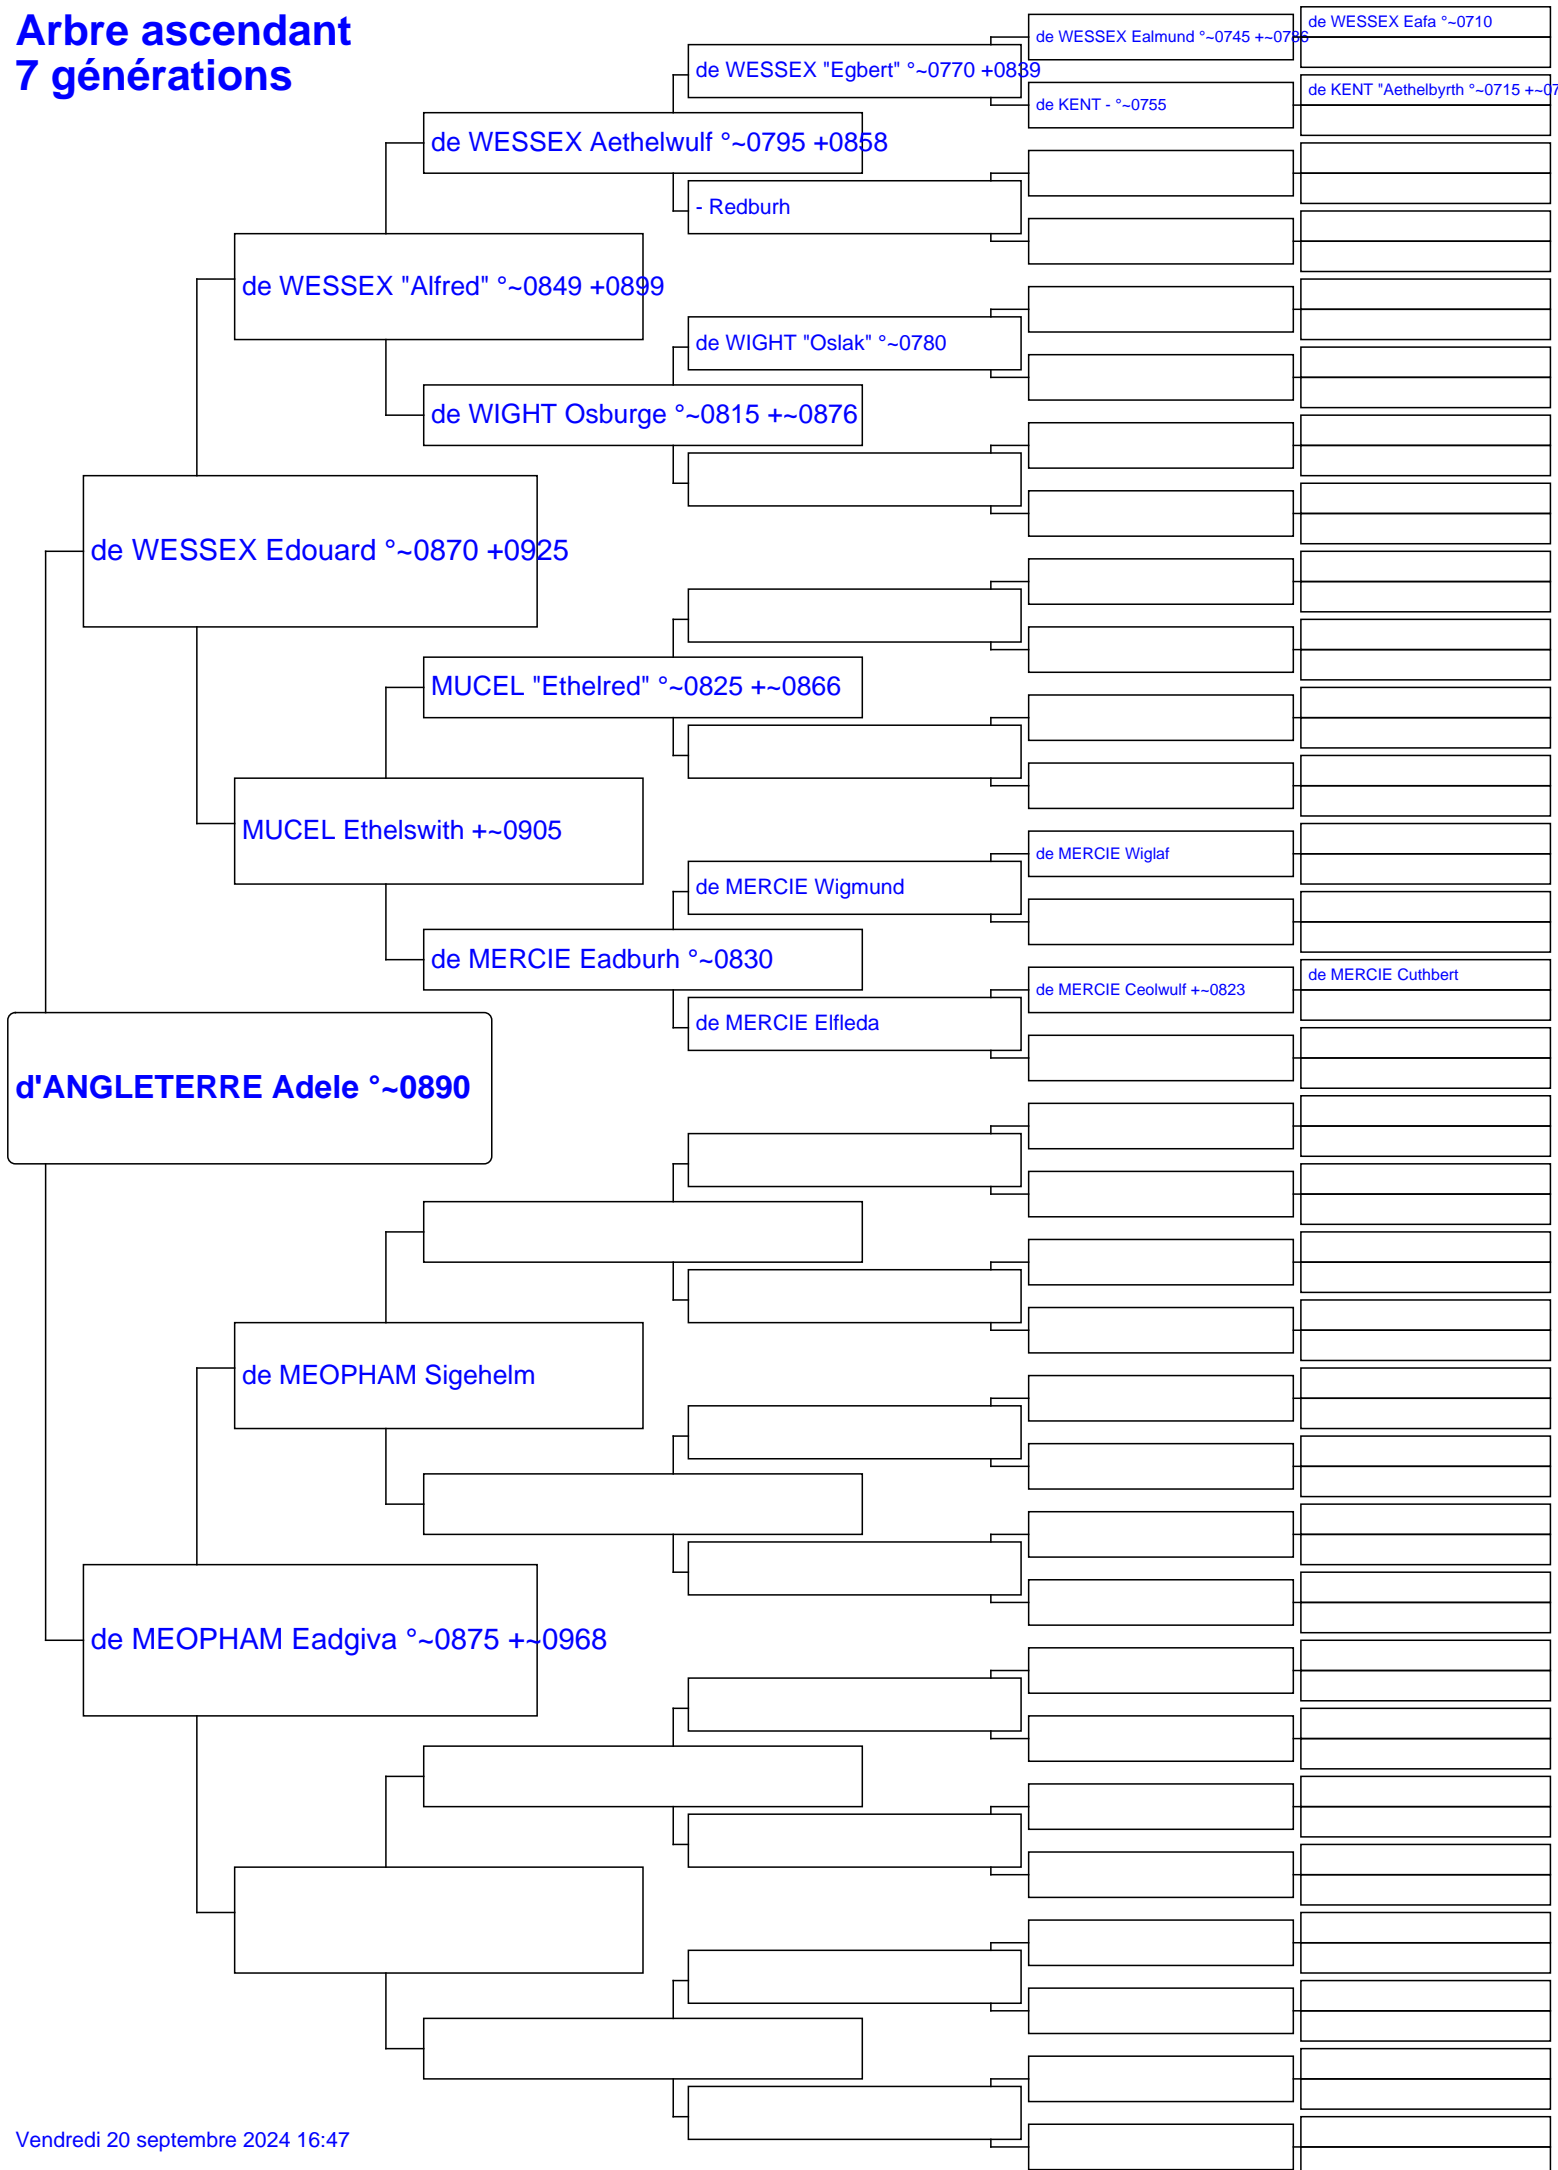 Arbre ascendant
7 générations
de WESSEX Eafa °~0710
de WESSEX Ealmund °~0745 +~0786
de WESSEX "Egbert" °~0770 +0839
de KENT "Aethelbyrth °~0715 +~07
de KENT - °~0755
de WESSEX Aethelwulf °~0795 +0858
- Redburh
de WESSEX "Alfred" °~0849 +0899
de WIGHT "Oslak" °~0780
de WIGHT Osburge °~0815 +~0876
de WESSEX Edouard °~0870 +0925
MUCEL "Ethelred" °~0825 +~0866
MUCEL Ethelswith +~0905
de MERCIE Wiglaf
de MERCIE Wigmund
de MERCIE Eadburh °~0830
de MERCIE Cuthbert
de MERCIE Ceolwulf +~0823
de MERCIE Elfleda
d'ANGLETERRE Adele °~0890
de MEOPHAM Sigehelm
de MEOPHAM Eadgiva °~0875 +~0968
Vendredi 20 septembre 2024 16:47